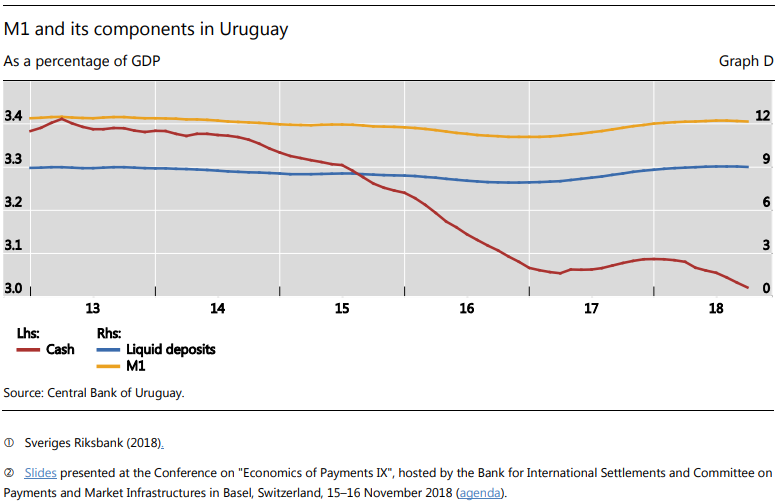 M1 and its components in Uruguay
As a percentage of GDP Graph D
3.4 12
3.3 9
3.2 6
3.1 3
3.0 0
13 14 15 16 17 18
Lhs: Rhs:
Cash Liquid deposits
M1
Source: Central Bank of Uruguay.
① Sveriges Riksbank (2018).
② Slides presented at the Conference on "Economics of Payments IX", hosted by the Bank for International Settlements and Committee on
Payments and Market Infrastructures in Basel, Switzerland, 15–16 November 2018 (agenda).